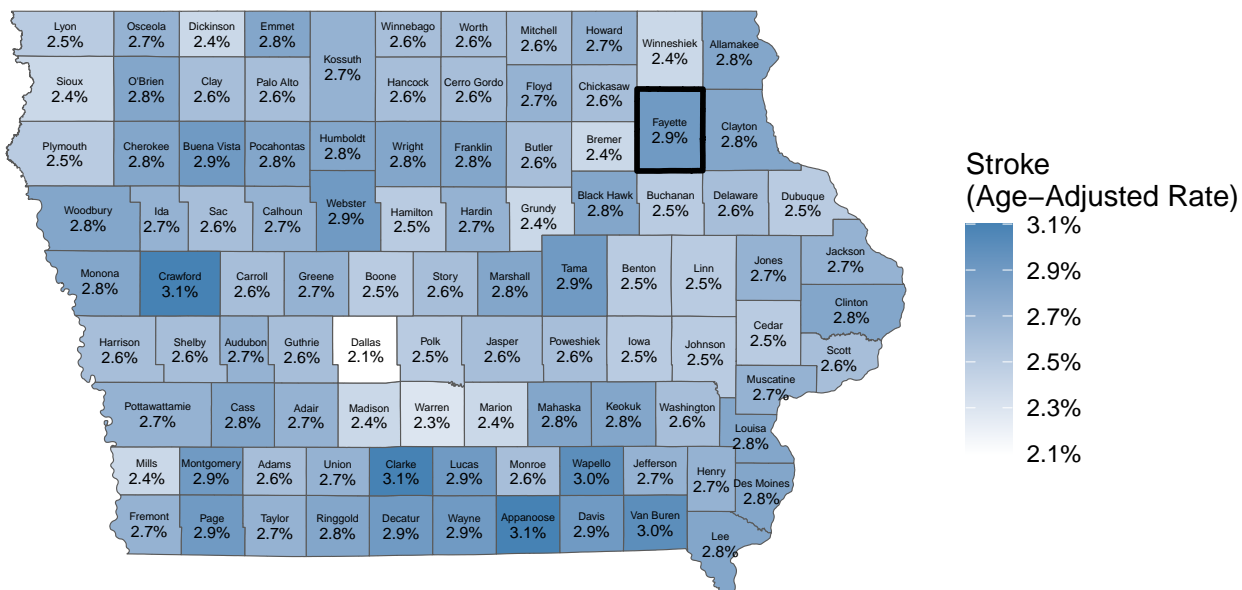 Lyon
2.5%
Osceola
2.7%
Dickinson
2.4%
Emmet
2.8%
Kossuth
2.7%
Winnebago
2.6%
Worth
2.6%
Mitchell
2.6%
Howard
2.7%
Winneshiek
2.4%
Allamakee
2.8%
Sioux
2.4%
O'Brien
2.8%
Clay
2.6%
Palo Alto
2.6%
Hancock
2.6%
Cerro Gordo
2.6%
Floyd
2.7%
Chickasaw
2.6%
Fayette
2.9%
Clayton
2.8%
Plymouth
2.5%
Cherokee
2.8%
Buena Vista
2.9%
Pocahontas
2.8%
Humboldt
2.8%
Wright
2.8%
Franklin
2.8%
Butler
2.6%
Bremer
2.4%
Woodbury
2.8%
Ida
2.7%
Sac
2.6%
Calhoun
2.7%
Webster
2.9%
Hamilton
2.5%
Hardin
2.7%
Grundy
2.4%
Black Hawk
2.8%
Buchanan
2.5%
Delaware
2.6%
Dubuque
2.5%
Monona
2.8%
Crawford
3.1%
Carroll
2.6%
Greene
2.7%
Boone
2.5%
Story
2.6%
Marshall
2.8%
Tama
2.9%
Benton
2.5%
Linn
2.5%
Jones
2.7%
Jackson
2.7%
Clinton
2.8%
Harrison
2.6%
Shelby
2.6%
Audubon
2.7%
Guthrie
2.6%
Dallas
2.1%
Polk
2.5%
Jasper
2.6%
Poweshiek
2.6%
Iowa
2.5%
Johnson
2.5%
Cedar
2.5%
Scott
2.6%
Muscatine
2.7%
Pottawattamie
2.7%
Cass
2.8%
Adair
2.7%
Madison
2.4%
Warren
2.3%
Marion
2.4%
Mahaska
2.8%
Keokuk
2.8%
Washington
2.6%
Louisa
2.8%
Mills
2.4%
Montgomery
2.9%
Adams
2.6%
Union
2.7%
Clarke
3.1%
Lucas
2.9%
Monroe
2.6%
Wapello
3.0%
Jefferson
2.7%
Henry
2.7%
Des Moines
2.8%
Fremont
2.7%
Page
2.9%
Taylor
2.7%
Ringgold
2.8%
Decatur
2.9%
Wayne
2.9%
Appanoose
3.1%
Davis
2.9%
Van Buren
3.0%
Lee
2.8%
Stroke
(Age−Adjusted Rate)
3.1%
2.9%
2.7%
2.5%
2.3%
2.1%